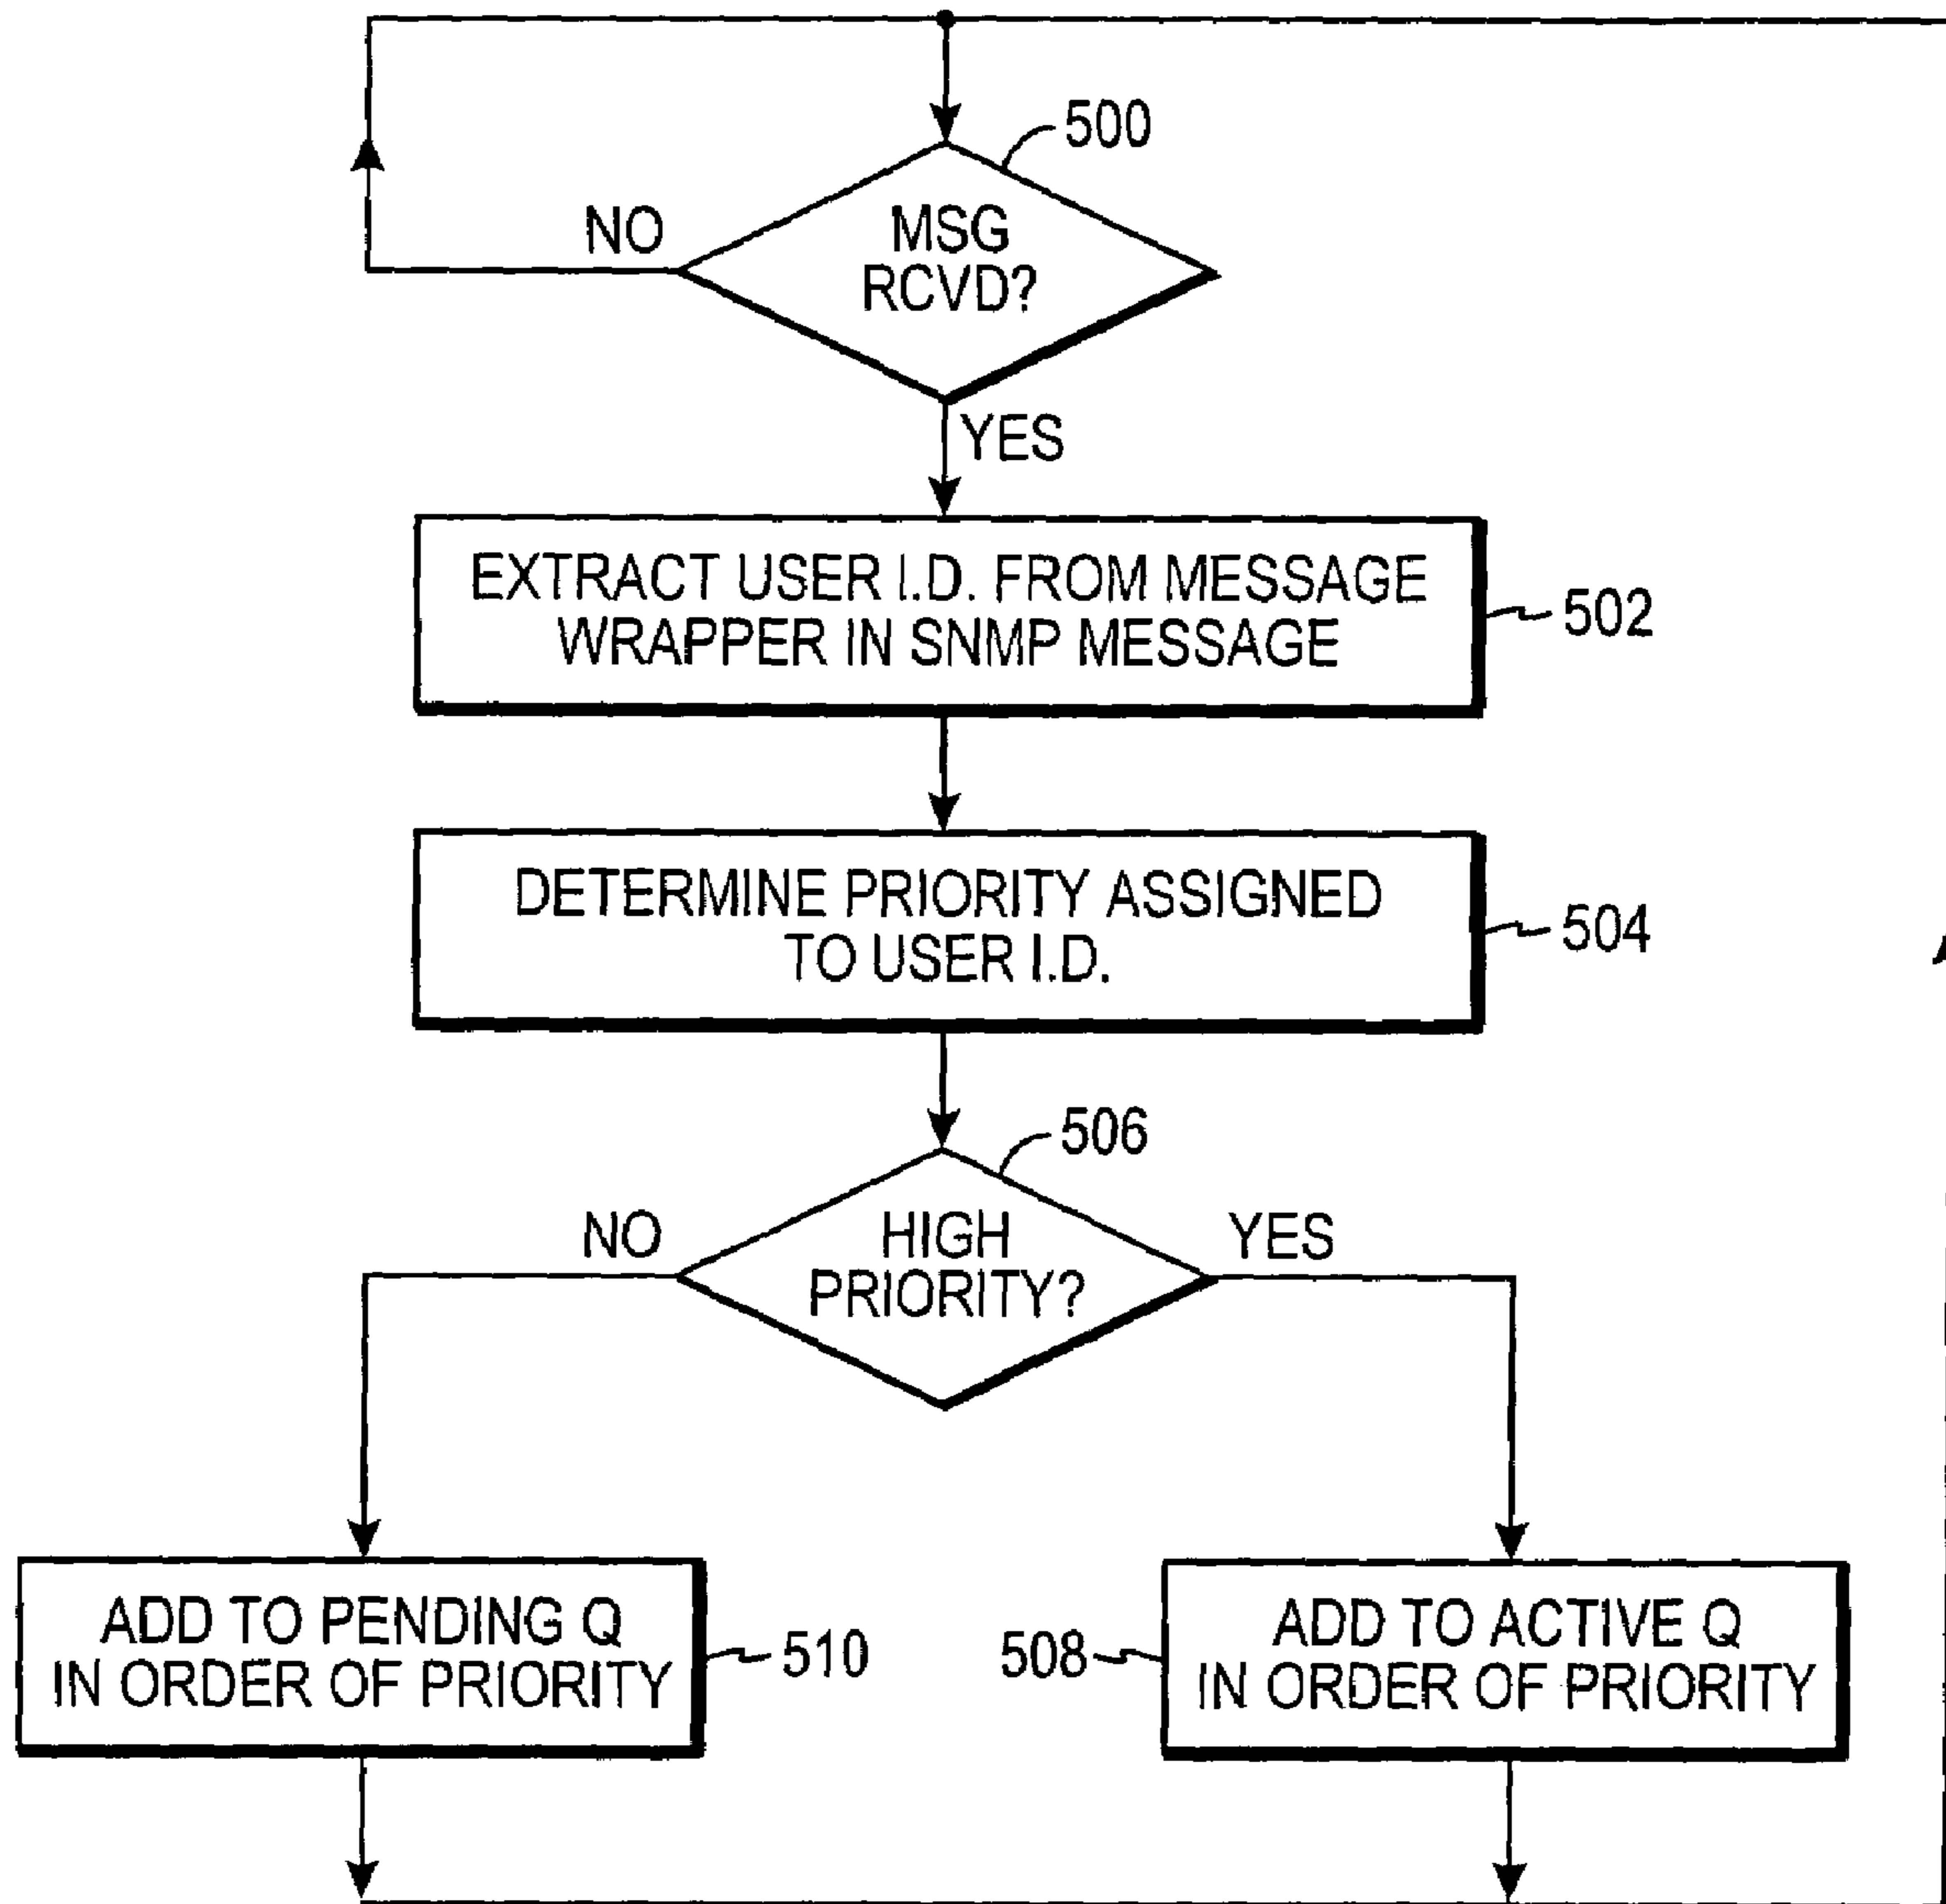 500
MSG
RCVD?
NO
YES
EXTRACT USER I.D. FROM MESSAGE
WRAPPER IN SNMP MESSAGE
502
DETERMINE PRIORITY ASSIGNED
TO USER I.D.
504
506
HIGH
PRIORITY?
NO
YES
ADD TO PENDING Q
IN ORDER OF PRIORITY
510
508
ADD TO ACTIVE Q
IN ORDER OF PRIORITY